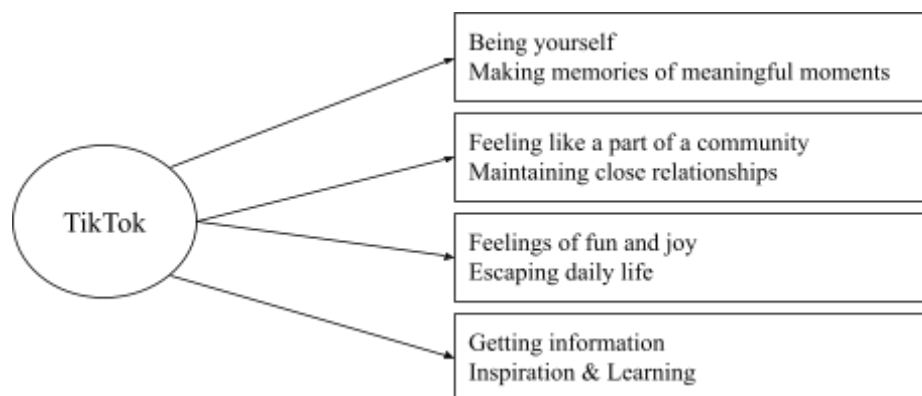 TikTok
Being yourself
Making memories of meaningful moments
Feeling like a part of a community
Maintaining close relationships
Feelings of fun and joy
Escaping daily life
Getting information
Inspiration & Learning